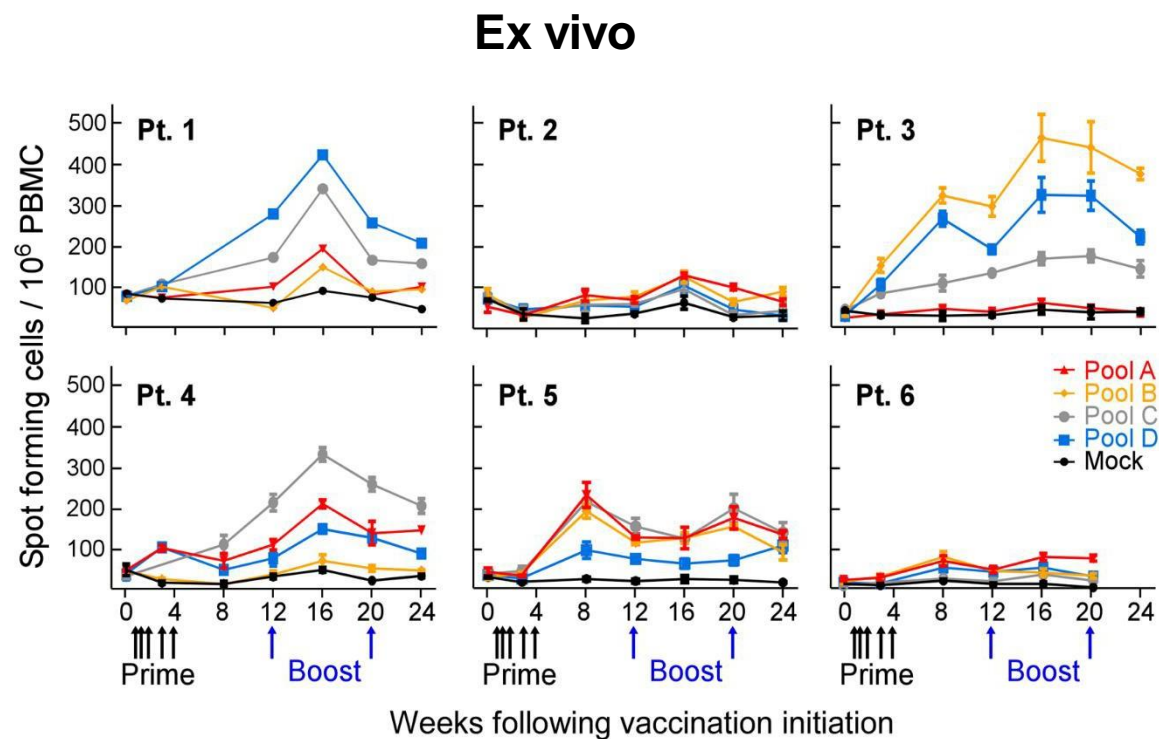 Ex vivo
Spot forming cells / 10⁶ PBMC
500
400
300
200
100
Pt. 1
Pt. 2
Pt. 3
500
400
300
200
100
Pt. 4
Pt. 5
Pt. 6
Pool A
Pool B
Pool C
Pool D
Mock
0 4 8 12 16 20 24
0 4 8 12 16 20 24
0 4 8 12 16 20 24
Prime Boost
Prime Boost
Prime Boost
Weeks following vaccination initiation